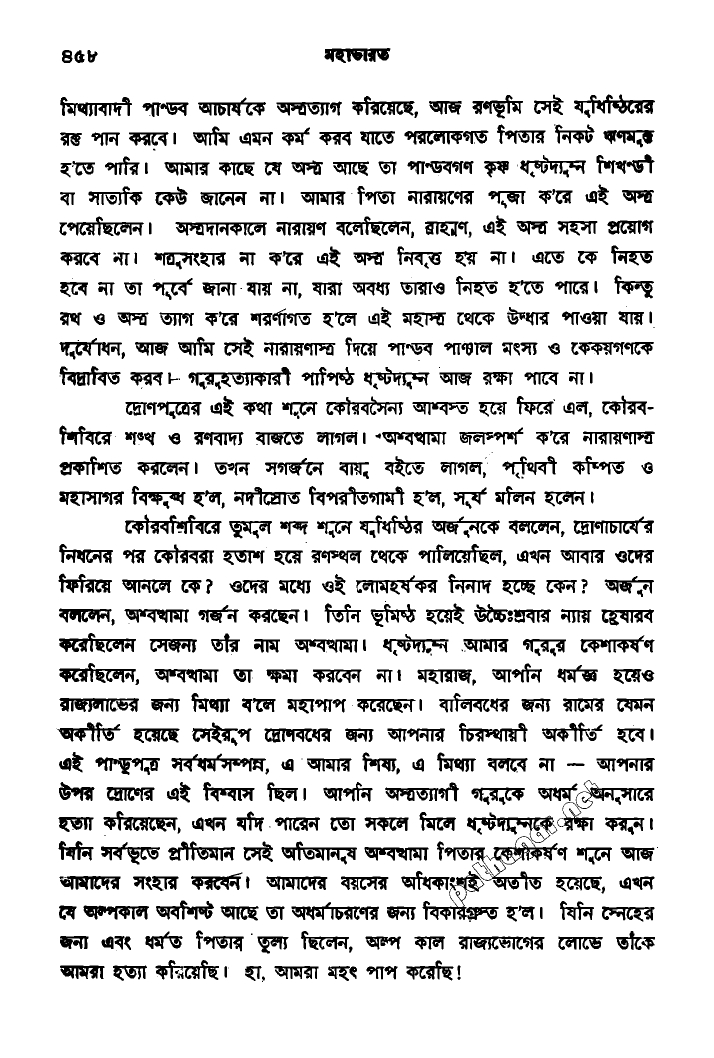 ৪৫৮ মহাভারত
মিথ্যাবাদী পাণ্ডব আচার্যকে অস্ত্রত্যাগ করিয়েছে, আজ রণভূমি সেই যুধিষ্ঠিরের
রক্ত পান করবে। আমি এমন কর্ম করব যাতে পরলোকগত পিতার নিকট ঋণমুক্ত
হ'তে পারি। আমার কাছে যে অস্ত্র আছে তা পাণ্ডবগণ কৃষ্ণ ধৃষ্টদ্যুম্ন শিখণ্ডী
বা সাত্যকি কেউ জানেন না। আমার পিতা নারায়ণের পূজা ক'রে এই অস্ত্র
পেয়েছিলেন। অস্ত্রদানকালে নারায়ণ বলেছিলেন, ব্রাহ্মণ, এই অস্ত্র সহসা প্রয়োগ
করবে না। শত্রুসংহার না ক'রে এই অস্ত্র নিবৃত্ত হয় না। এতে কে নিহত
হবে না তা পূর্বে জানা যায় না, যারা অবধ্য তারাও নিহত হ'তে পারে। কিন্তু
রথ ও অস্ত্র ত্যাগ ক'রে শরণাগত হ'লে এই মহাস্ত্র থেকে উদ্ধার পাওয়া যায়।
দুর্যোধন, আজ আমি সেই নারায়ণাস্ত্র দিয়ে পাণ্ডব পাঞ্চাল মৎস্য ও কেকয়গণকে
বিদ্রাবিত করব। গুরুহত্যাকারী পাপিষ্ঠ ধৃষ্টদ্যুম্ন আজ রক্ষা পাবে না।
দ্রোণপুত্রের এই কথা শুনে কৌরবসৈন্য আশ্বস্ত হয়ে ফিরে এল, কৌরব-
শিবিরে শঙ্খ ও রণবাদ্য বাজতে লাগল। অশ্বত্থামা জলস্পর্শ ক'রে নারায়ণাস্ত্র
প্রকাশিত করলেন। তখন সগর্জনে বায়ু বইতে লাগল, পৃথিবী কম্পিত ও
মহাসাগর বিক্ষুব্ধ হ'ল, নদীস্রোত বিপরীতগামী হ'ল, সূর্য মলিন হলেন।
কৌরবশিবিরে তুমুল শব্দ শুনে যুধিষ্ঠির অর্জুনকে বললেন, দ্রোণাচার্যের
নিধনের পর কৌরবরা হতাশ হয়ে রণস্থল থেকে পালিয়েছিল, এখন আবার ওদের
ফিরিয়ে আনলে কে? ওদের মধ্যে ওই লোমহর্ষকর নিনাদ হচ্ছে কেন? অর্জুন
বললেন, অশ্বত্থামা গর্জন করছেন। তিনি ভূমিষ্ঠ হয়েই উচ্চৈঃশ্রবার ন্যায় হ্রেষারব
করেছিলেন সেজন্য তাঁর নাম অশ্বত্থামা। ধৃষ্টদ্যুম্ন আমার গুরুর কেশাকর্ষণ
করেছিলেন, অশ্বত্থামা তা ক্ষমা করবেন না। মহারাজ, আপনি ধর্মজ্ঞ হয়েও
রাজ্যলাভের জন্য মিথ্যা ব'লে মহাপাপ করেছেন। বালিবধের জন্য রামের যেমন
অকীর্তি হয়েছে সেইরূপ দ্রোণবধের জন্য আপনার চিরস্থায়ী অকীর্তি হবে।
এই পাণ্ডুপুত্র সর্বধর্মসম্পন্ন, এ আমার শিষ্য, এ মিথ্যা বলবে না — আপনার
উপর দ্রোণের এই বিশ্বাস ছিল। আপনি অস্ত্রত্যাগী গুরুকে অধর্ম অনুসারে
হত্যা করিয়েছেন, এখন যদি পারেন তো সকলে মিলে ধৃষ্টদ্যুম্নকে রক্ষা করুন।
যিনি সর্বভূতে প্রীতিমান সেই অতিমানুষ অশ্বত্থামা পিতার কেশাকর্ষণ শুনে আজ
আমাদের সংহার করবেন। আমাদের বয়সের অধিকাংশই অতীত হয়েছে, এখন
যে অল্পকাল অবশিষ্ট আছে তা অধর্মাচরণের জন্য বিকারগ্রস্ত হ'ল। যিনি স্নেহের
জন্য এবং ধর্মত পিতার তুল্য ছিলেন, অল্প কাল রাজ্যভোগের লোভে তাঁকে
আমরা হত্যা করিয়েছি। হা, আমরা মহৎ পাপ করেছি!
pathagar.net